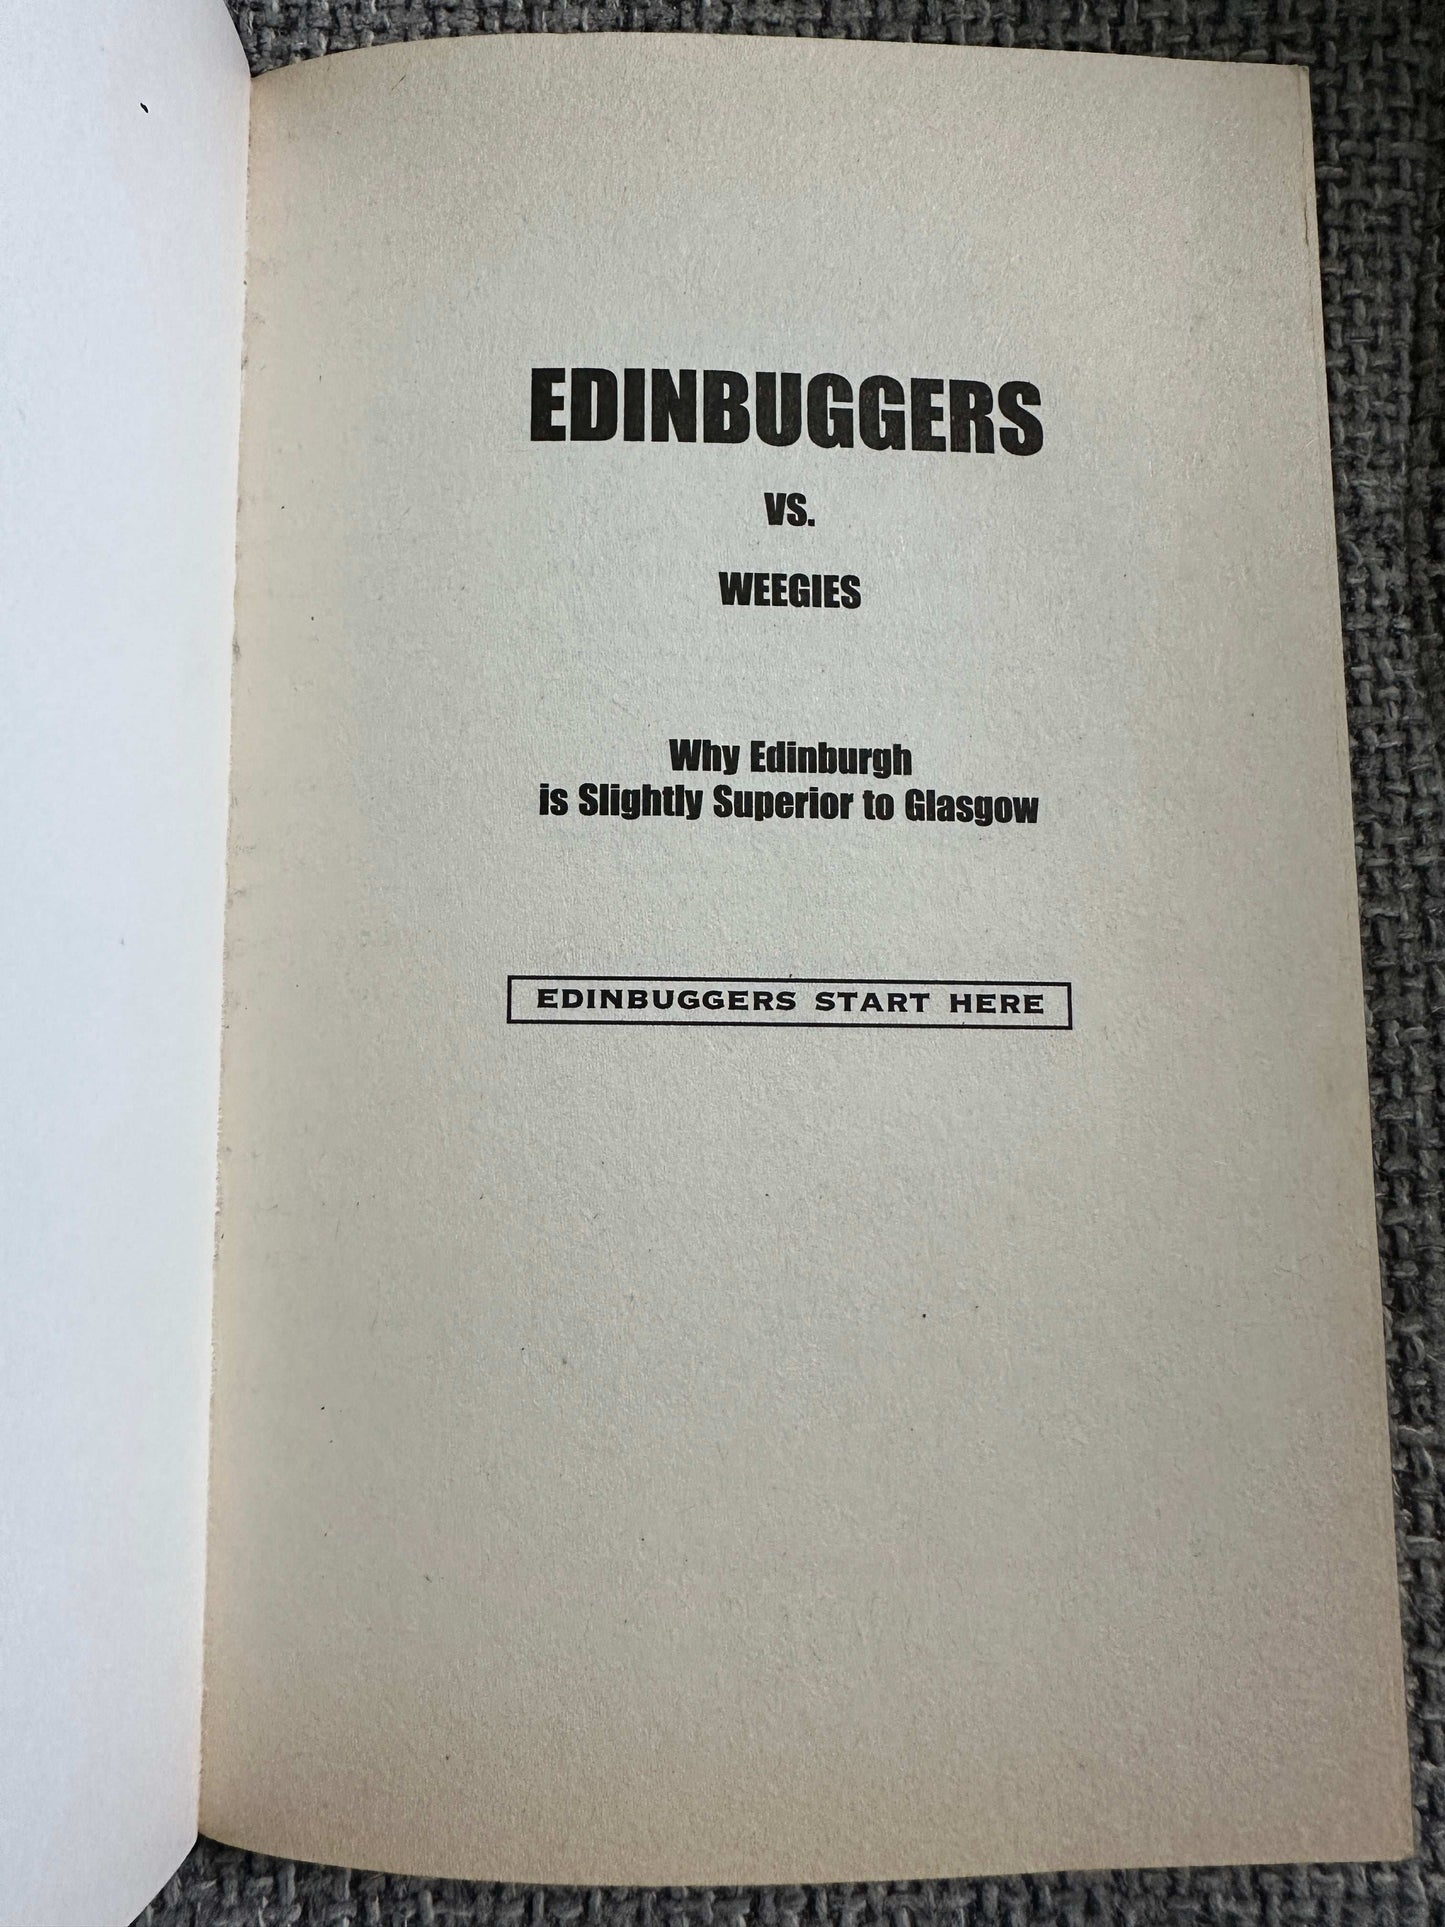 EDINBUGGERS
VS.
WEEGIES
Why Edinburgh
is Slightly Superior to Glasgow
EDINBUGGERS START HERE